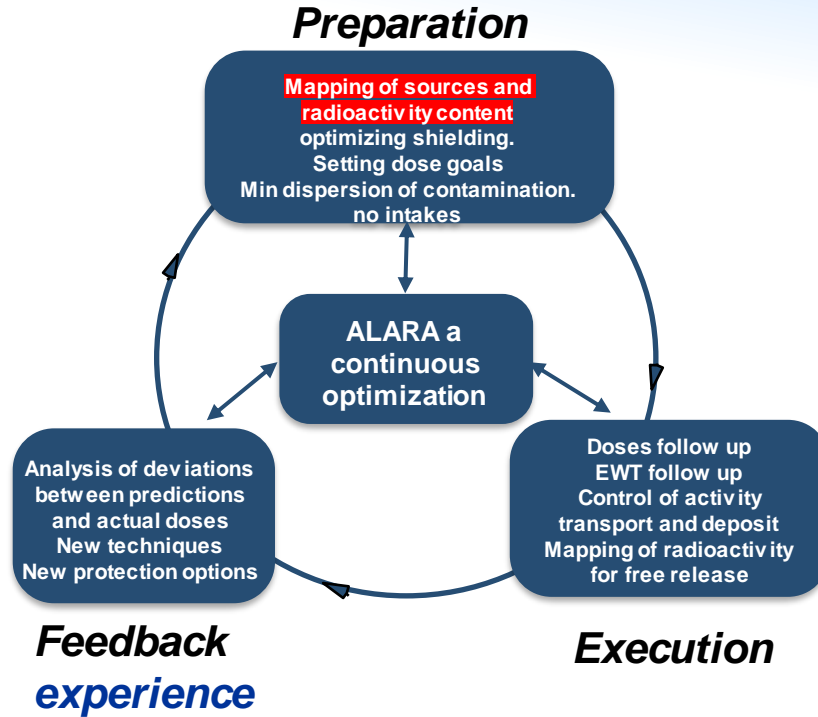 Preparation
Mapping of sources and
radioactivity content
optimizing shielding.
Setting dose goals
Min dispersion of contamination.
no intakes
ALARA a
continuous
optimization
Analysis of deviations
between predictions
and actual doses
New techniques
New protection options
Doses follow up
EWT follow up
Control of activity
transport and deposit
Mapping of radioactivity
for free release
Feedback
experience
Execution